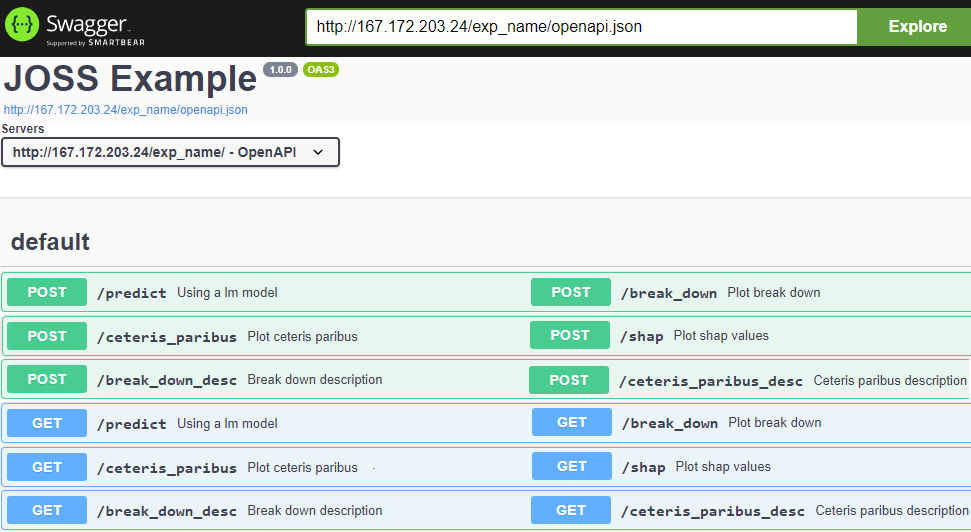 Swagger
Supported by SMARTBEAR
http://167.172.203.24/exp_name/openapi.json
Explore
JOSS Example 1.0.0 OAS3
http://167.172.203.24/exp_name/openapi.json
Servers
http://167.172.203.24/exp_name/ - OpenAPI
default
POST /predict Using a lm model POST /break_down Plot break down
POST /ceteris_paribus Plot ceteris paribus POST /shap Plot shap values
POST /break_down_desc Break down description POST /ceteris_paribus_desc Ceteris paribus description
GET /predict Using a lm model GET /break_down Plot break down
GET /ceteris_paribus Plot ceteris paribus GET /shap Plot shap values
GET /break_down_desc Break down description GET /ceteris_paribus_desc Ceteris paribus description